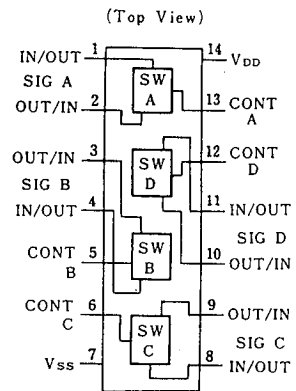 (Top View)
IN/OUT 1
SIG A
OUT/IN 2
OUT/IN 3
SIG B
IN/OUT 4
CONT B 5
CONT C 6
VSS 7
SW A
SW D
SW B
SW C
14 VDD
13 CONT A
12 CONT D
11 IN/OUT
SIG D
10 OUT/IN
9 OUT/IN
SIG C
8 IN/OUT